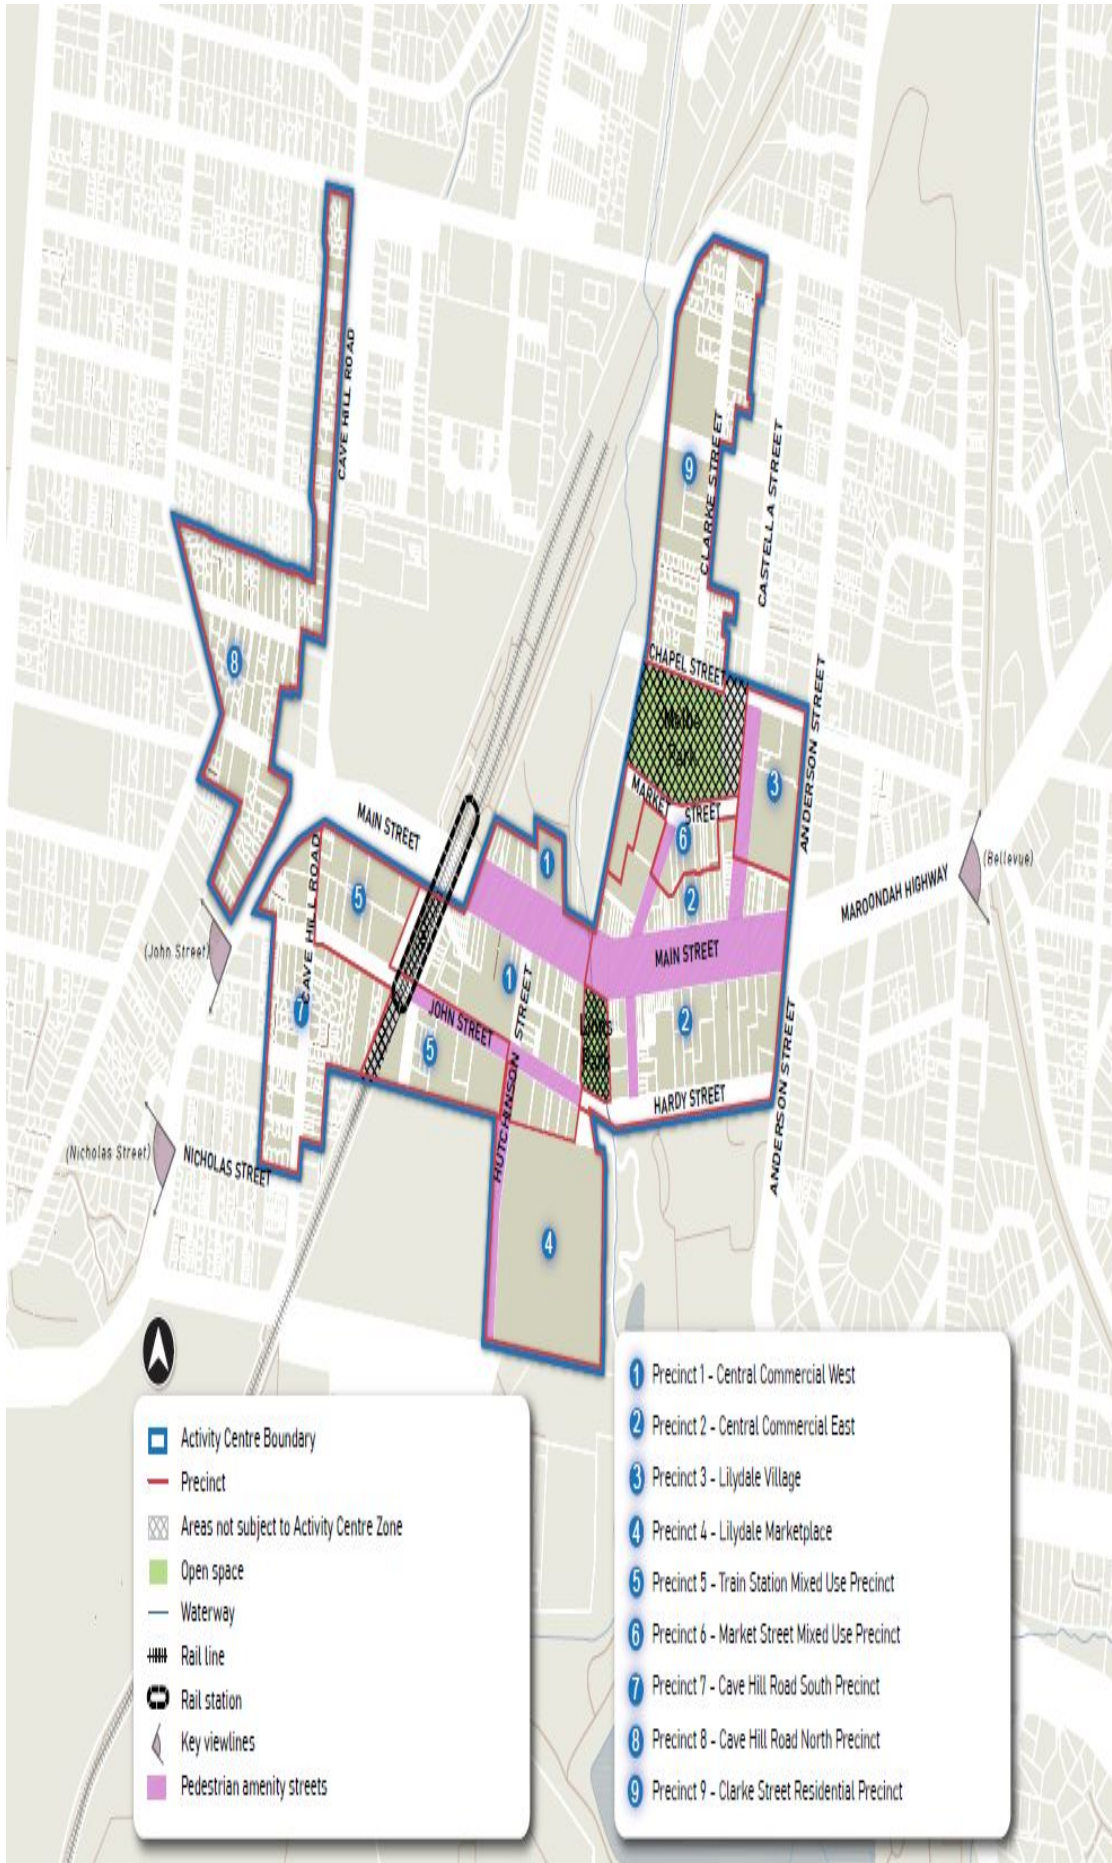 CAVE HILL ROAD
9
CLARKE STREET
CASTELLA STREET
8
CHAPEL STREET
Park
3
ANDERSON STREET
MARKET
STREET
6
MAIN STREET
1
2
(Bellevue)
MAROONDAH HIGHWAY
5
CAVE HILL ROAD
(John Street)
7
1
MAIN STREET
JOHN STREET
HUTCHINSON STREET
5
2
HARDY STREET
ANDERSON STREET
(Nicholas Street)
NICHOLAS STREET
4
Activity Centre Boundary
Precinct
Areas not subject to Activity Centre Zone
Open space
Waterway
Rail line
Rail station
Key viewlines
Pedestrian amenity streets
1 Precinct 1 - Central Commercial West
2 Precinct 2 - Central Commercial East
3 Precinct 3 - Lilydale Village
4 Precinct 4 - Lilydale Marketplace
5 Precinct 5 - Train Station Mixed Use Precinct
6 Precinct 6 - Market Street Mixed Use Precinct
7 Precinct 7 - Cave Hill Road South Precinct
8 Precinct 8 - Cave Hill Road North Precinct
9 Precinct 9 - Clarke Street Residential Precinct